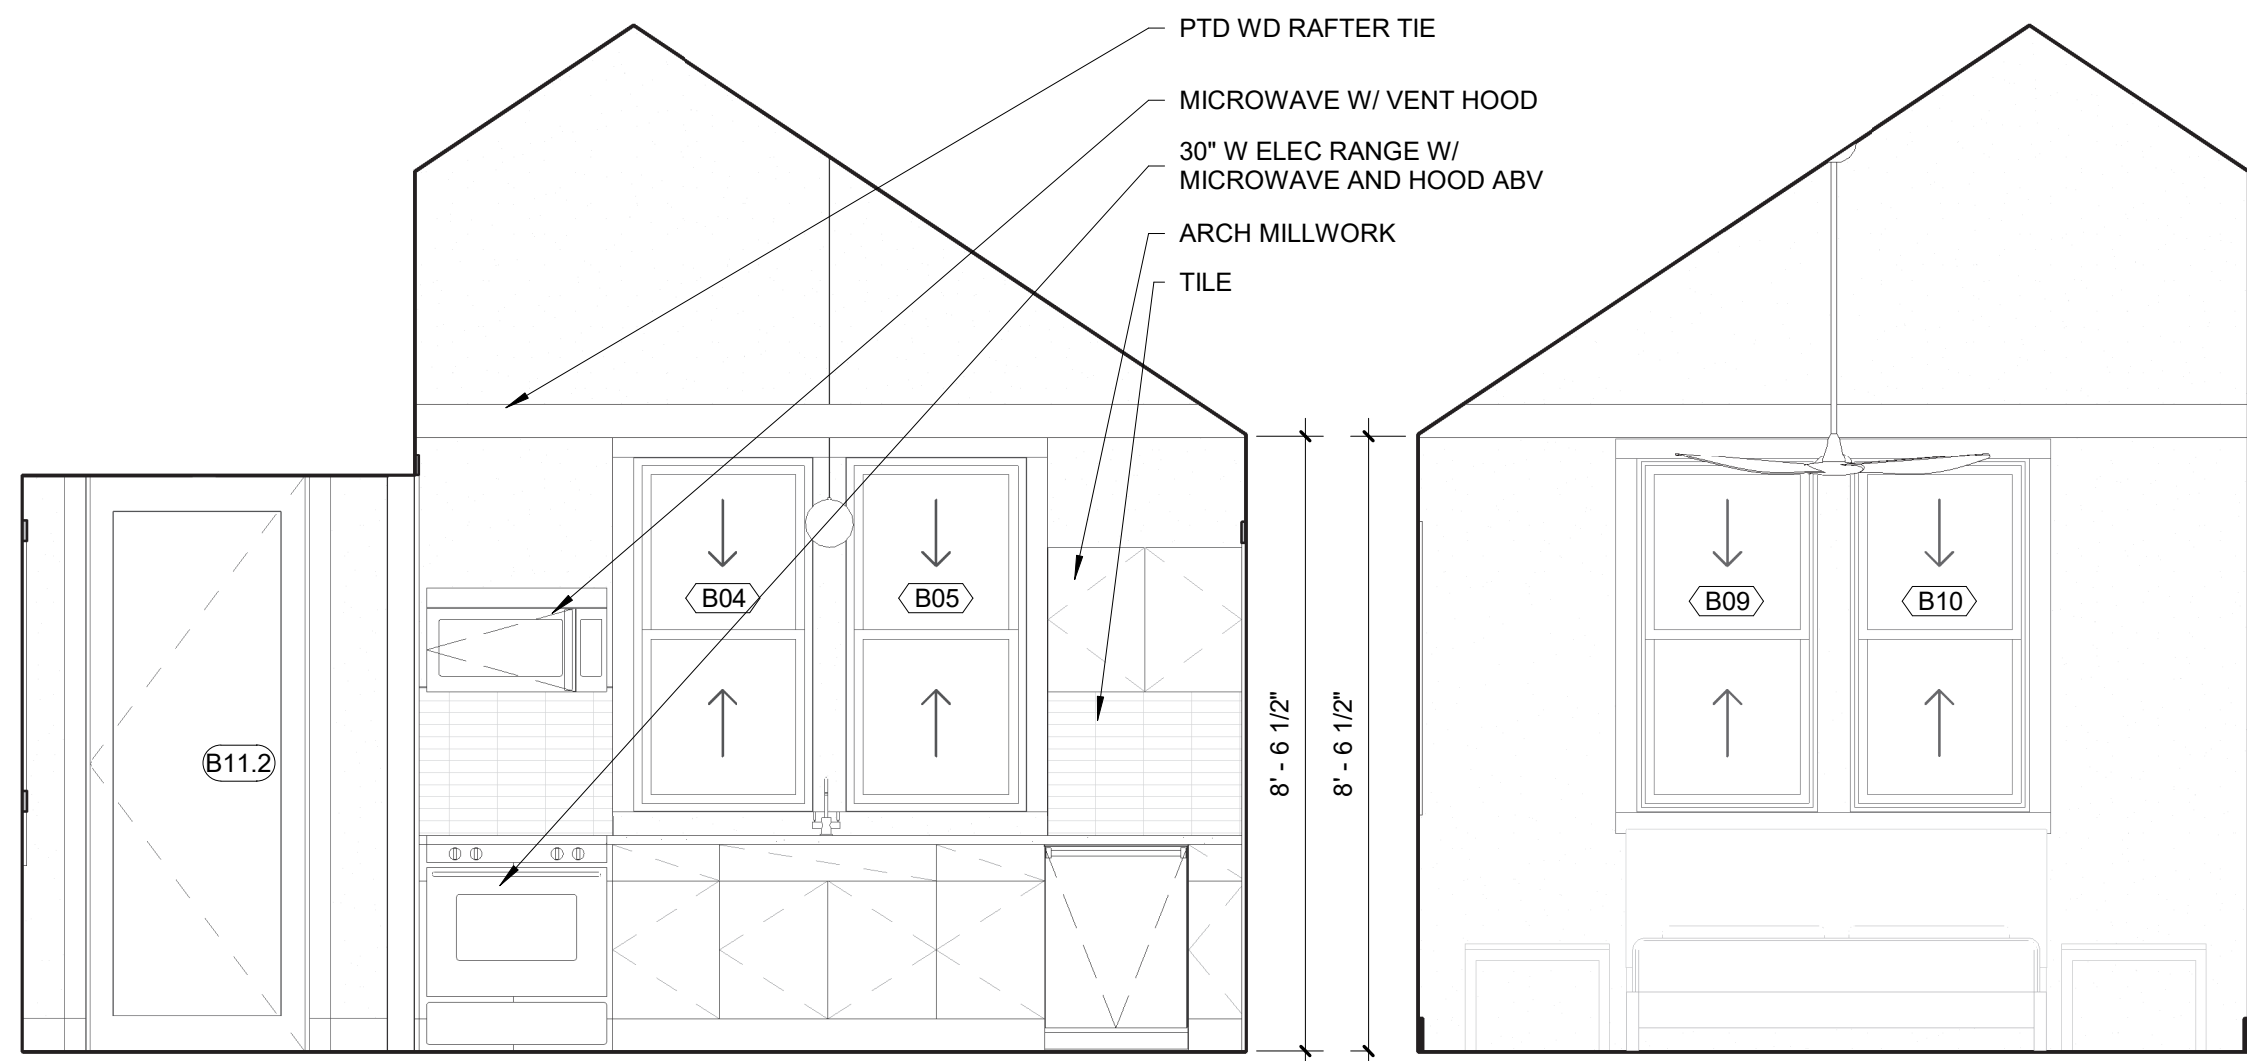 PTD WD RAFTER TIE
MICROWAVE W/ VENT HOOD
30" W ELEC RANGE W/
MICROWAVE AND HOOD ABV
ARCH MILLWORK
TILE
B04
B05
B09
B10
B11.2
8' - 6 1/2"
8' - 6 1/2"